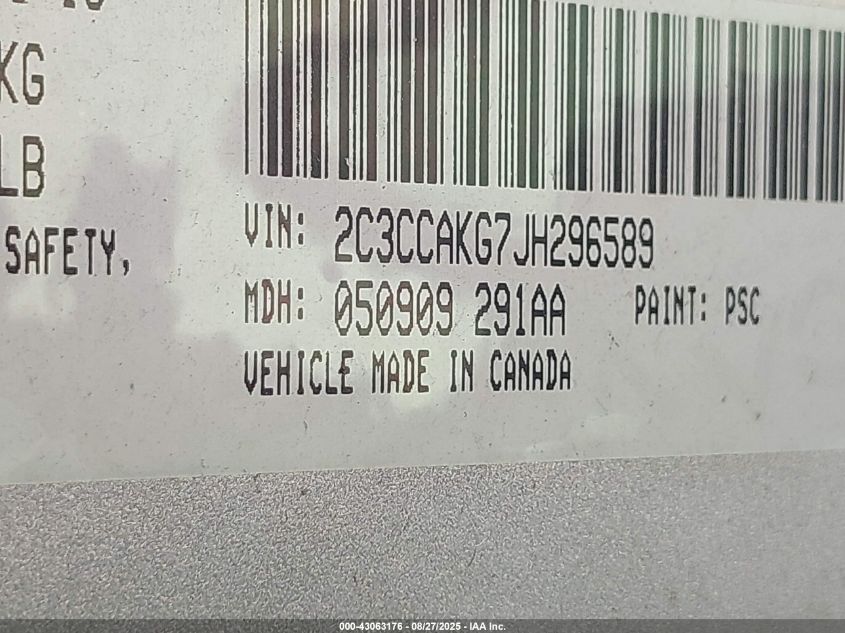 KG
LB
SAFETY,
VIN: 2C3CCAKG7JH296589
MDH: 050909 291AA PAINT: PSC
VEHICLE MADE IN CANADA
000-43063176 - 08/27/2025 - IAA Inc.